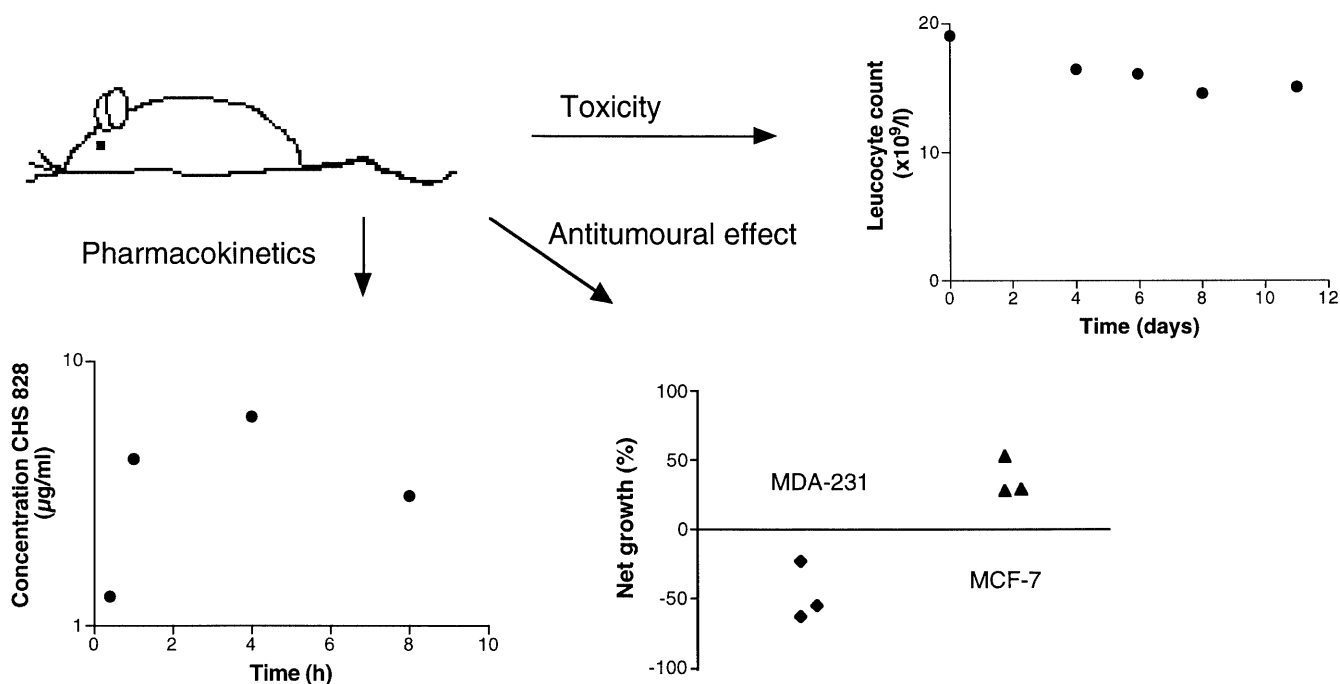 Toxicity
Pharmacokinetics
Antitumoural effect
20
10
0
Leucocyte count
(x10⁹/l)
0 2 4 6 8 10 12
Time (days)
10
1
Concentration CHS 828
(µg/ml)
0 2 4 6 8 10
Time (h)
100
50
0
-50
-100
Net growth (%)
MDA-231
MCF-7